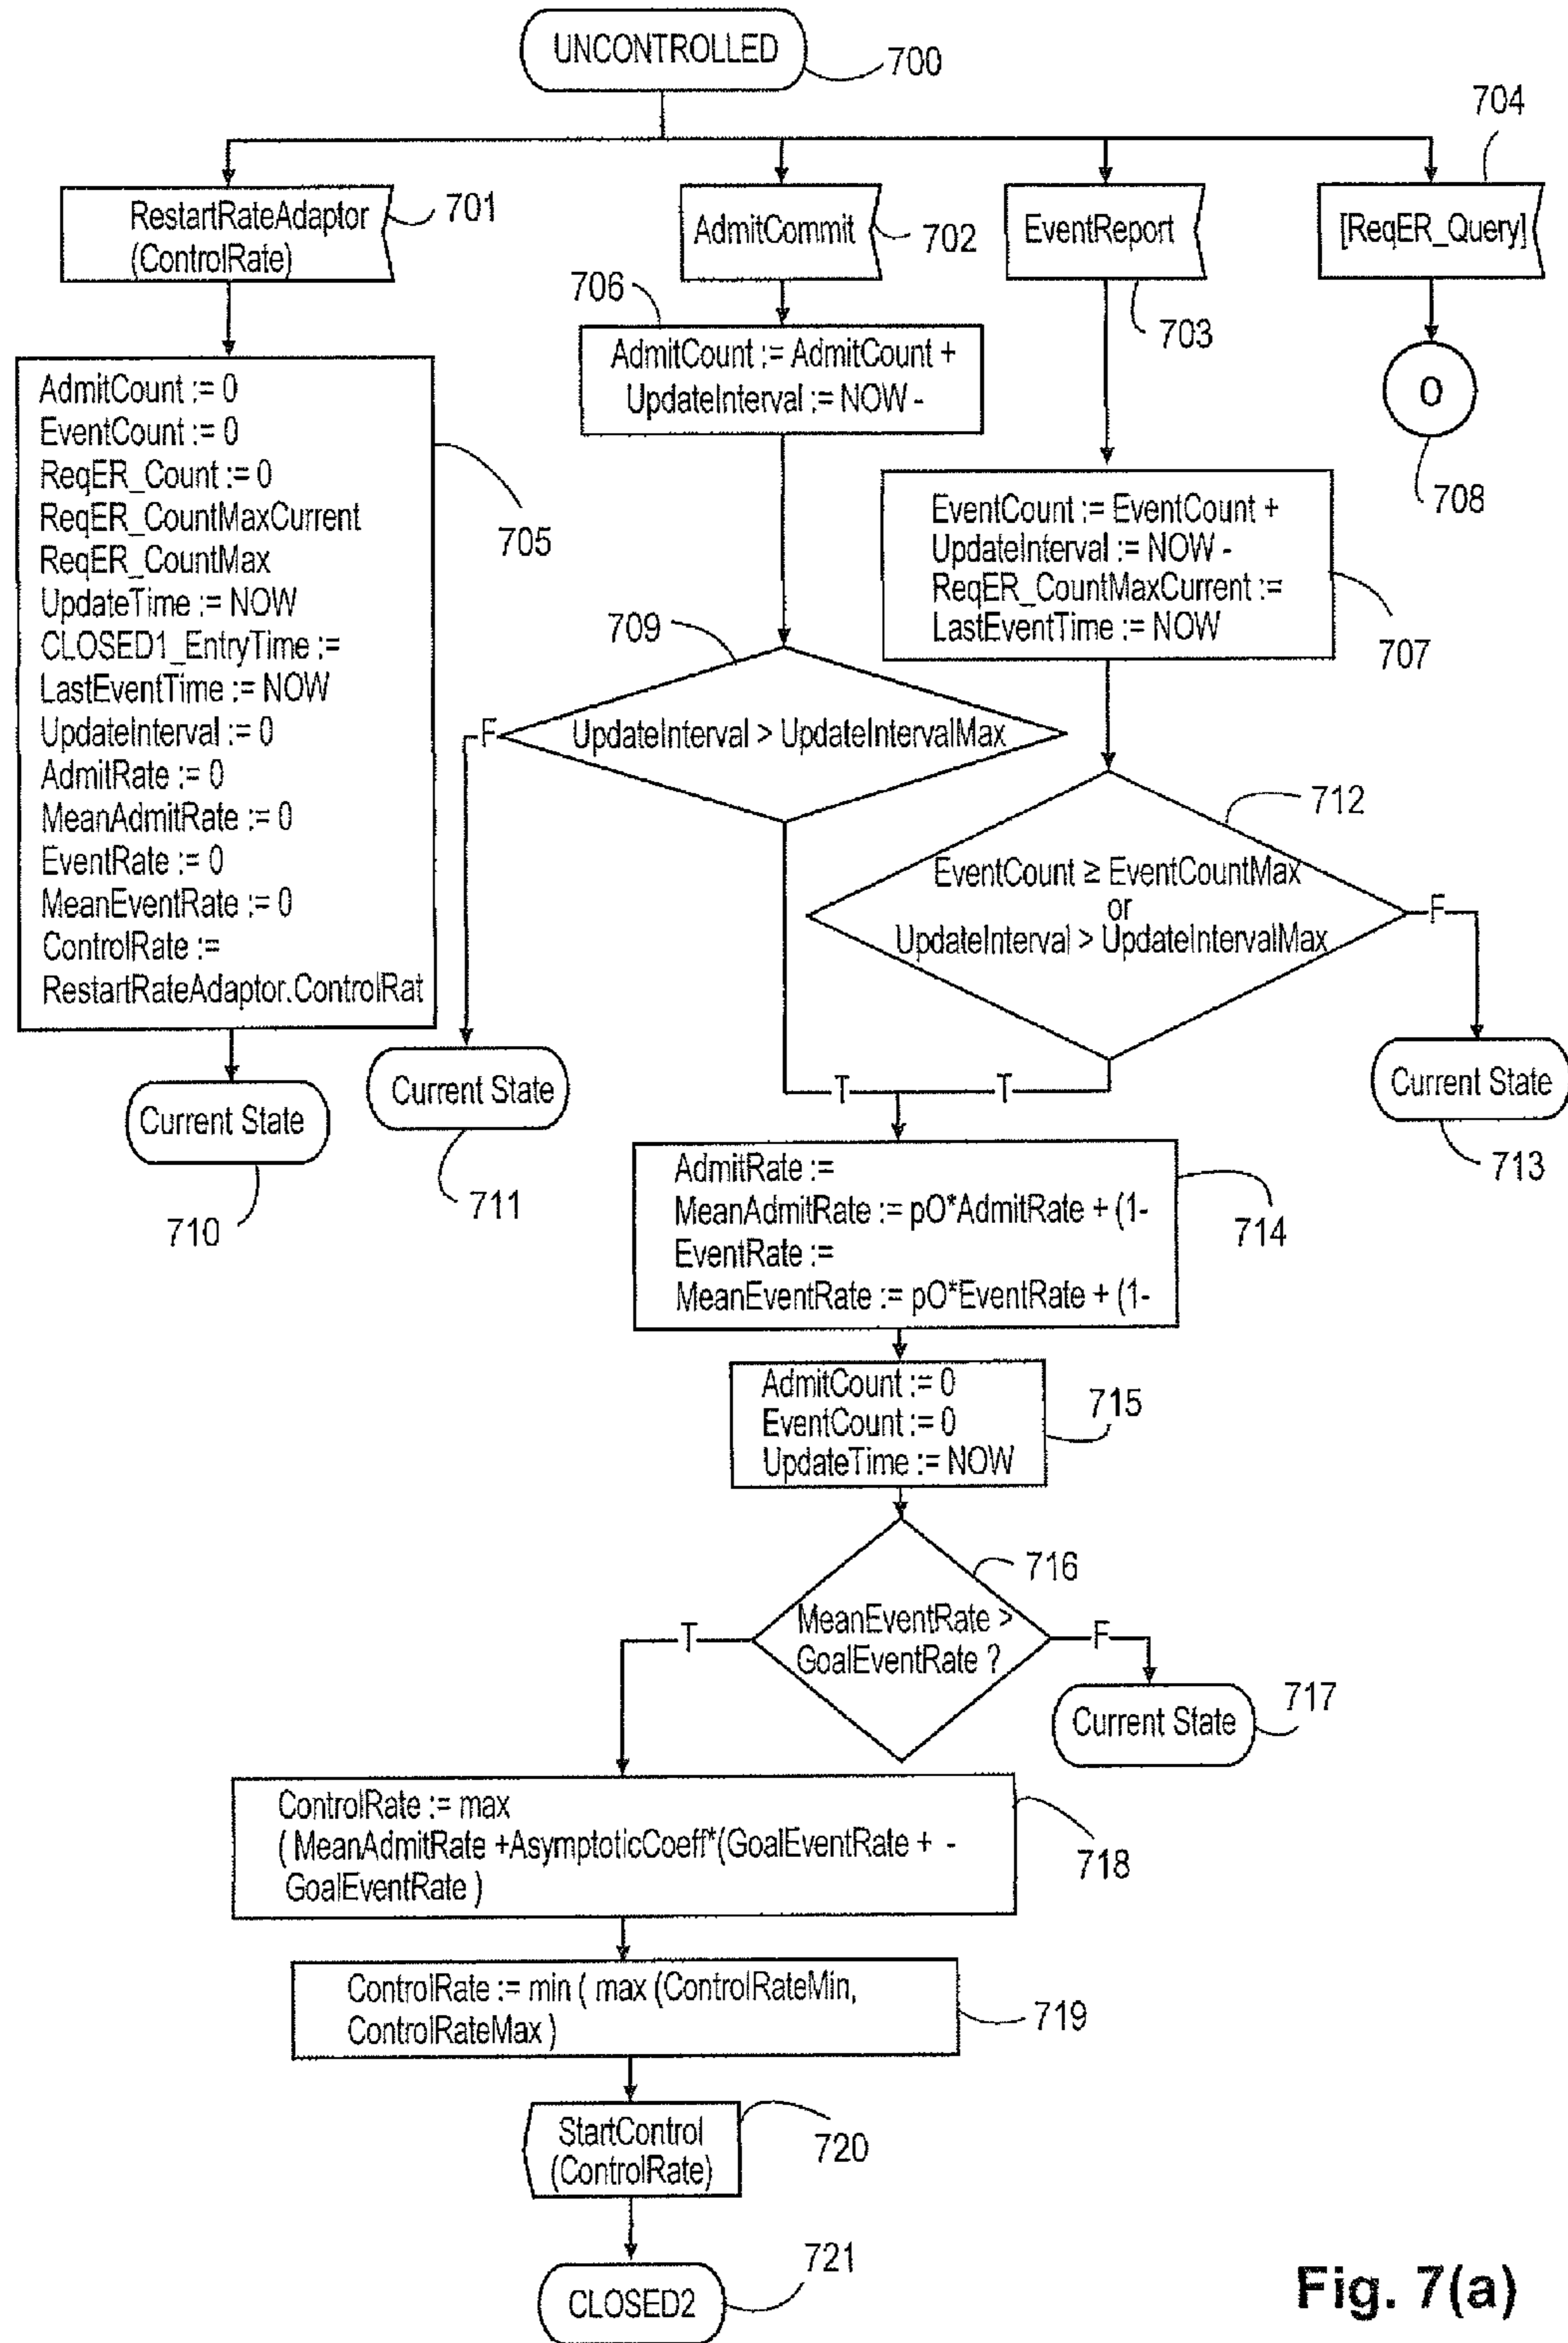 UNCONTROLLED
700
704
RestartRateAdaptor
(ControlRate)
701
AdmitCommit
702
EventReport
703
[ReqER_Query]
706
AdmitCount := AdmitCount +
UpdateInterval := NOW -
O
708
AdmitCount := 0
EventCount := 0
ReqER_Count := 0
ReqER_CountMaxCurrent
ReqER_CountMax
UpdateTime := NOW
CLOSED1_EntryTime :=
LastEventTime := NOW
UpdateInterval := 0
AdmitRate := 0
MeanAdmitRate := 0
EventRate := 0
MeanEventRate := 0
ControlRate :=
RestartRateAdaptor.ControlRat
705
EventCount := EventCount +
UpdateInterval := NOW -
ReqER_CountMaxCurrent :=
LastEventTime := NOW
707
709
F
UpdateInterval > UpdateIntervalMax
712
EventCount ≥ EventCountMax
or
UpdateInterval > UpdateIntervalMax
F
Current State
710
Current State
711
T
T
Current State
713
AdmitRate :=
MeanAdmitRate := pO*AdmitRate + (1-
EventRate :=
MeanEventRate := pO*EventRate + (1-
714
AdmitCount := 0
EventCount := 0
UpdateTime := NOW
715
716
MeanEventRate >
GoalEventRate ?
T
F
Current State
717
ControlRate := max
( MeanAdmitRate +AsymptoticCoeff*(GoalEventRate + -
GoalEventRate )
718
ControlRate := min ( max (ControlRateMin,
ControlRateMax )
719
StartControl
(ControlRate)
720
CLOSED2
721
Fig. 7(a)